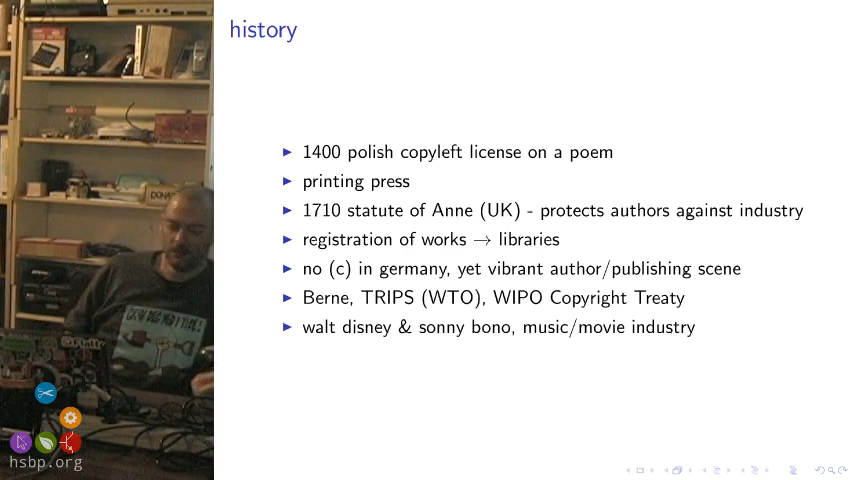 history
1400 polish copyleft license on a poem
printing press
1710 statute of Anne (UK) - protects authors against industry
registration of works → libraries
no (c) in germany, yet vibrant author/publishing scene
Berne, TRIPS (WTO), WIPO Copyright Treaty
walt disney & sonny bono, music/movie industry
hsbp.org